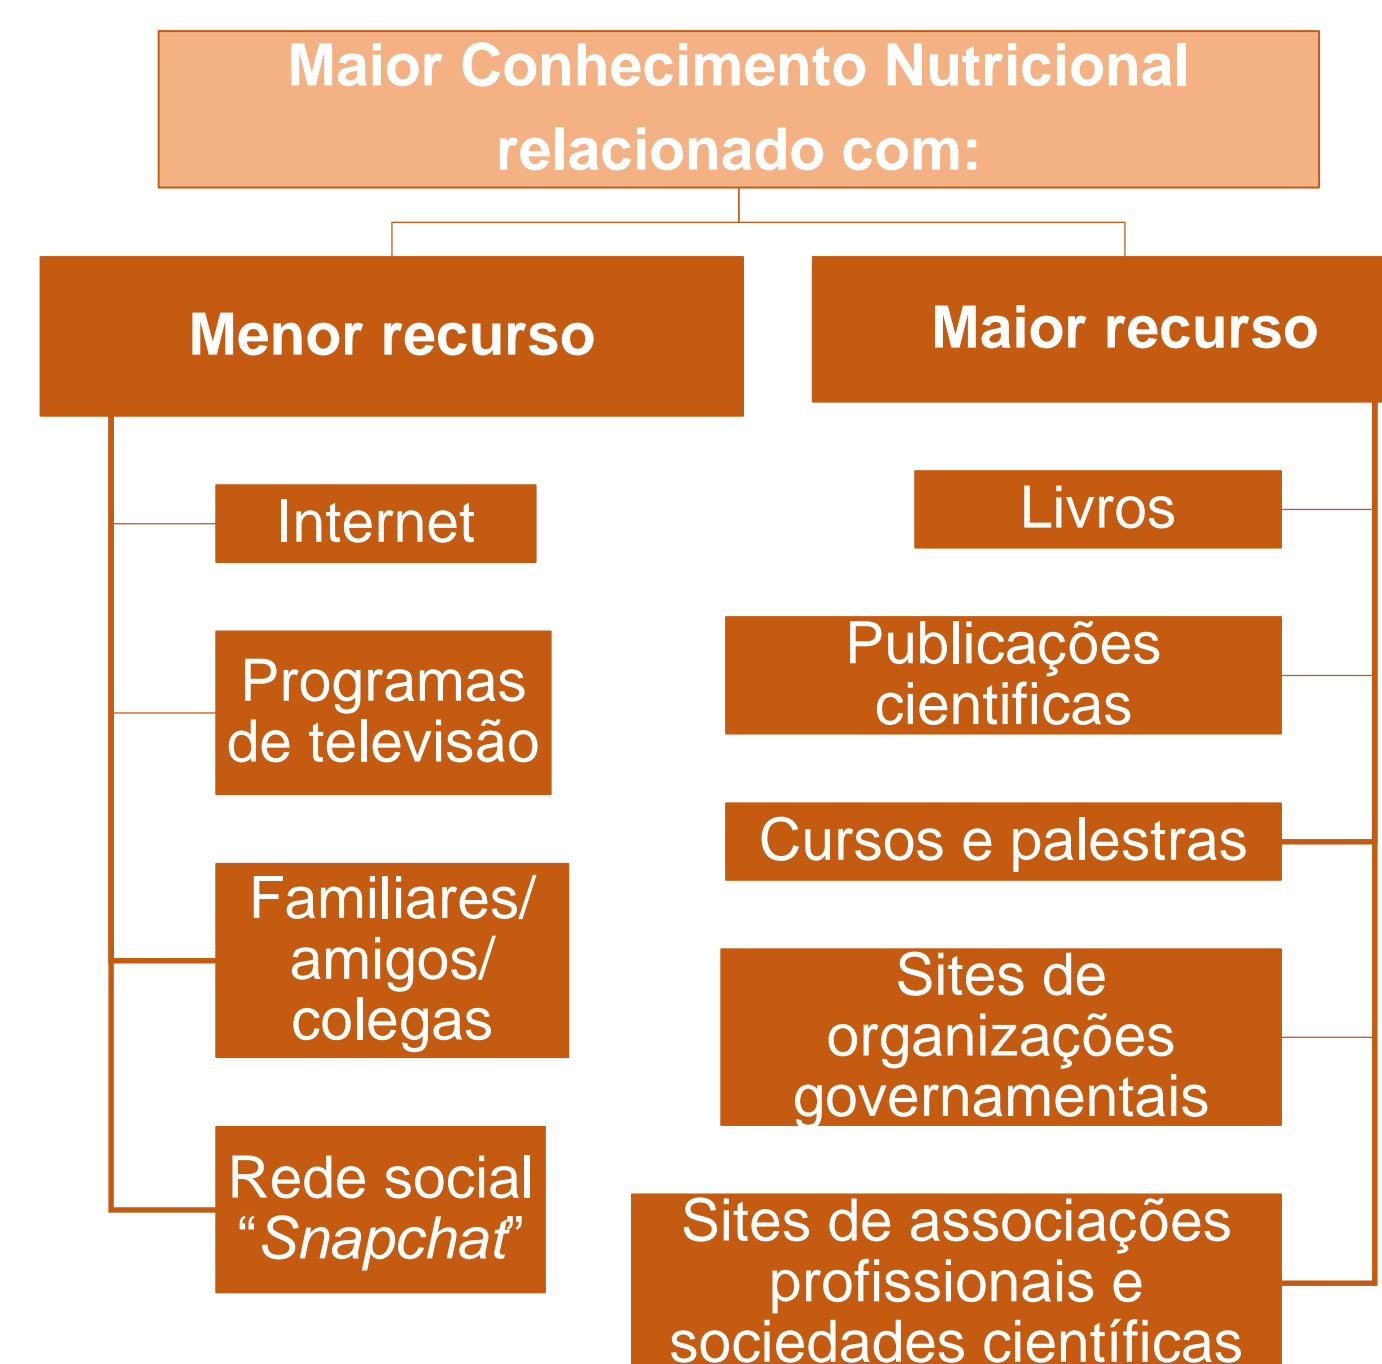 Maior Conhecimento Nutricional
relacionado com:
Menor recurso
Internet
Programas
de televisão
Familiares/
amigos/
colegas
Rede social
“Snapchat”
Maior recurso
Livros
Publicações
cientificas
Cursos e palestras
Sites de
organizações
governamentais
Sites de associações
profissionais e
sociedades científicas